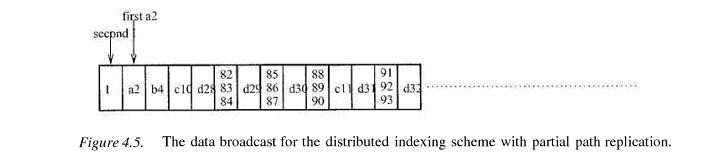 first a2
second
I a2 b4 c10 d28 82 83 84 d29 85 86 87 d30 88 89 90 c11 d31 91 92 93 d32
Figure 4.5. The data broadcast for the distributed indexing scheme with partial path replication.